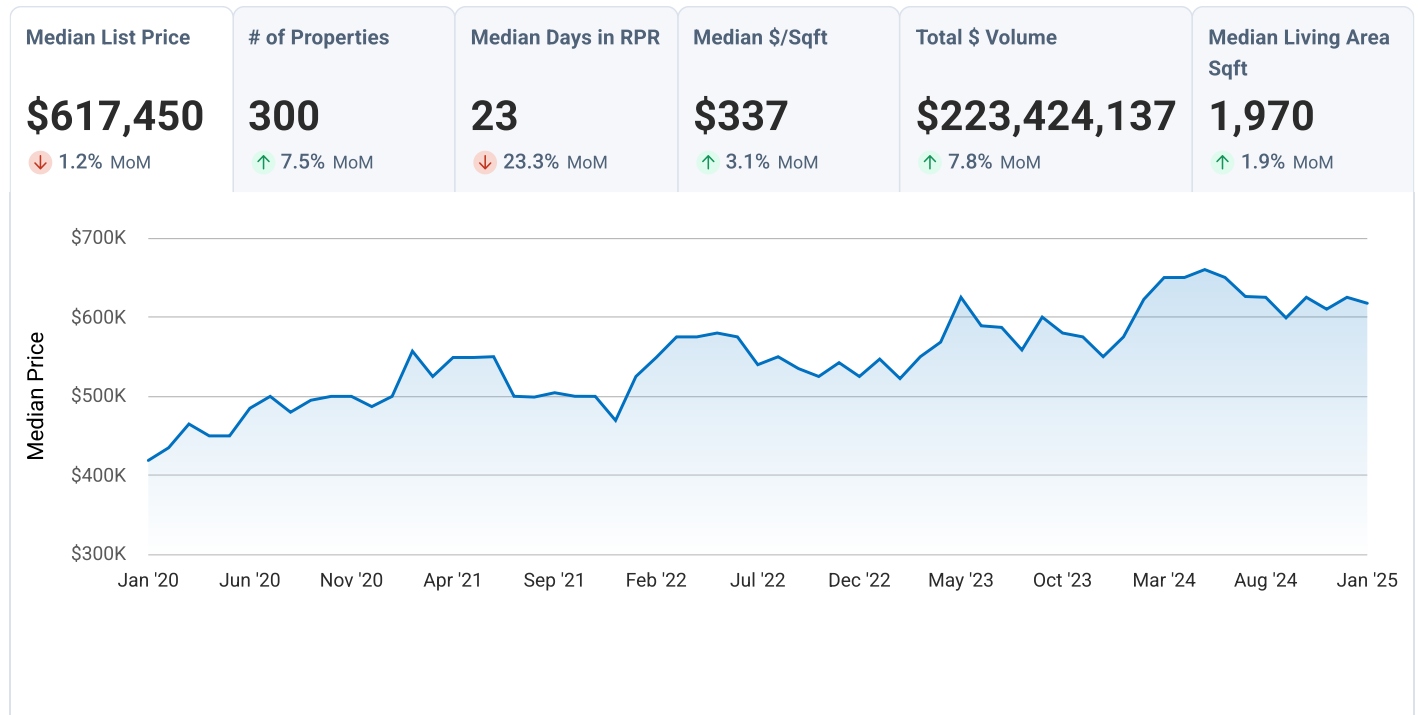 Median List Price
$617,450
1.2% MoM
# of Properties
300
7.5% MoM
Median Days in RPR
23
23.3% MoM
Median $/Sqft
$337
3.1% MoM
Total $ Volume
$223,424,137
7.8% MoM
Median Living Area
Sqft
1,970
1.9% MoM
Median Price
$700K
$600K
$500K
$400K
$300K
Jan '20
Jun '20
Nov '20
Apr '21
Sep '21
Feb '22
Jul '22
Dec '22
May '23
Oct '23
Mar '24
Aug '24
Jan '25